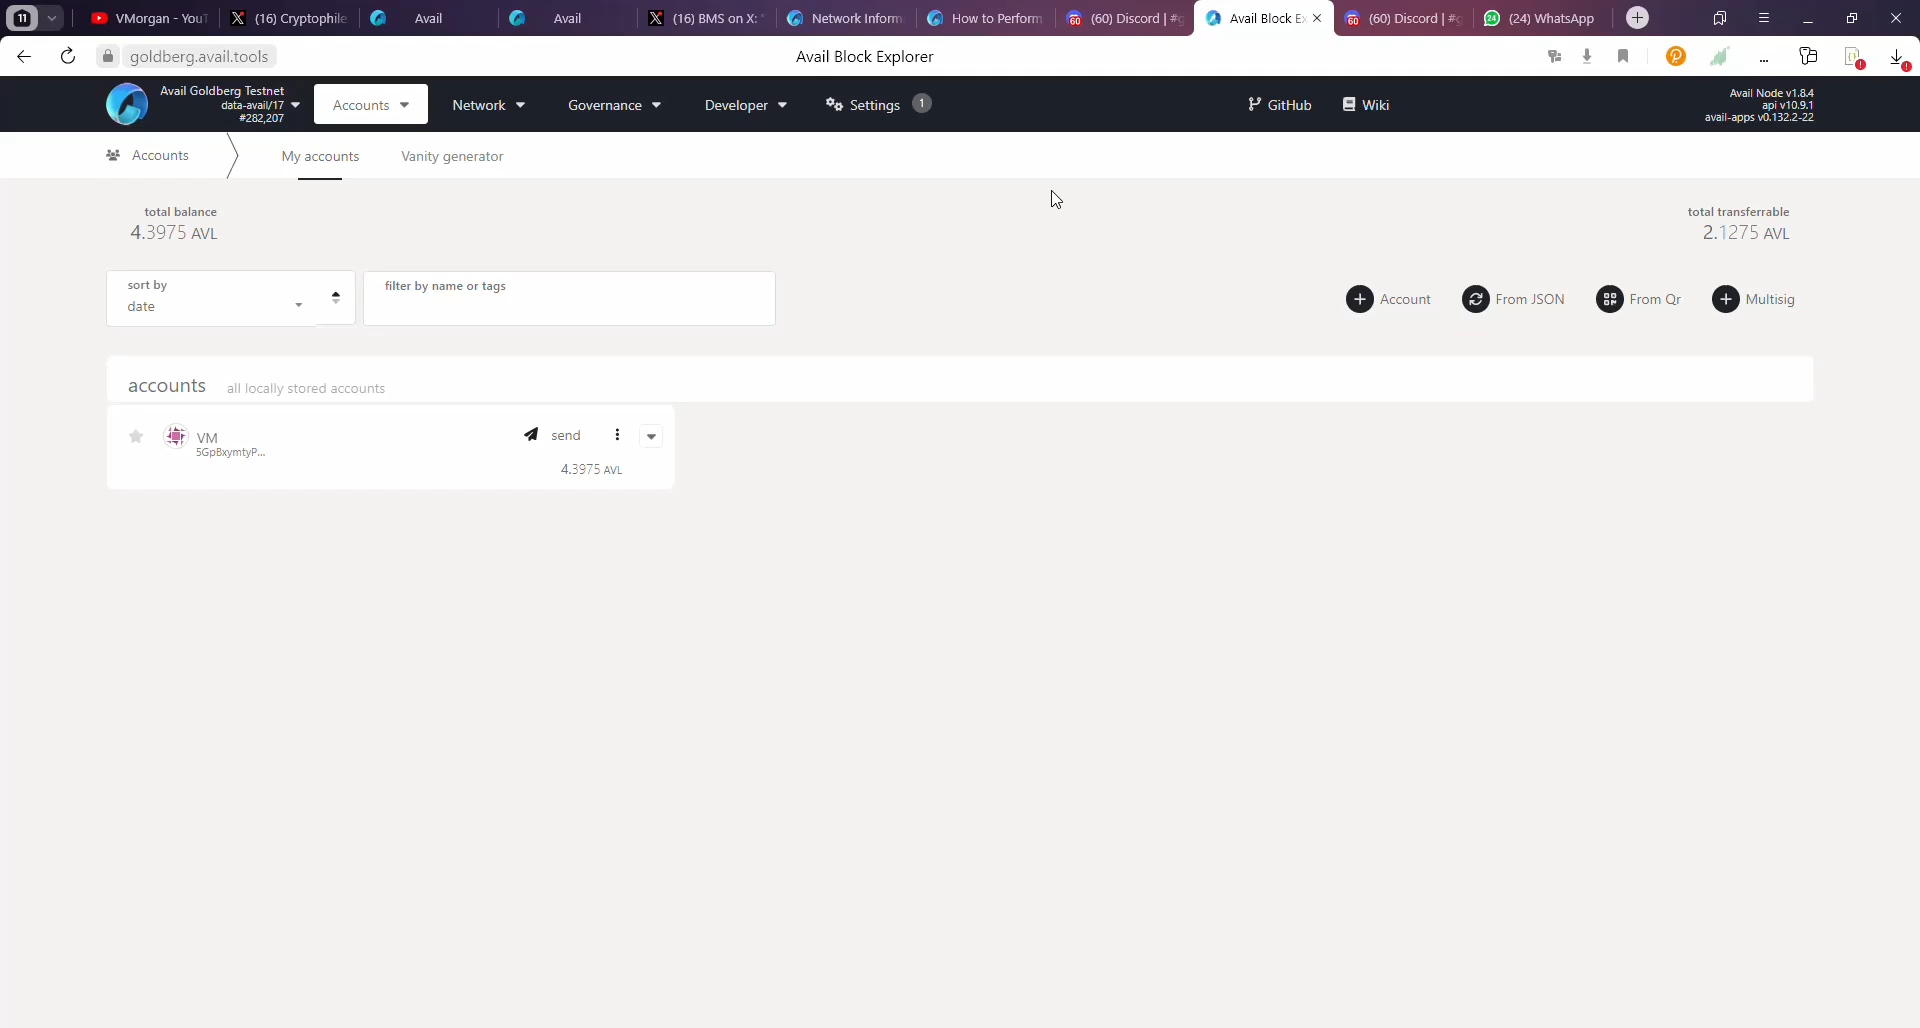 11
VMorgan - YouT
(16) Cryptophile
Avail
Avail
(16) BMS on X: "
Network Inform
How to Perform
60
(60) Discord | #g
Avail Block Ex
60
(60) Discord | #g
24
(24) WhatsApp
goldberg.avail.tools
Avail Block Explorer
...
Avail Goldberg Testnet
data-avail/17
#282,207
Accounts
Network
Governance
Developer
Settings
1
GitHub
Wiki
Avail Node v1.8.4
api v10.9.1
avail-apps v0.132.2-22
Accounts
My accounts
Vanity generator
total balance
4.3975 AVL
total transferrable
2.1275 AVL
sort by
date
filter by name or tags
Account
From JSON
From Qr
Multisig
accounts
all locally stored accounts
VM
5GpBxymtyP...
send
4.3975 AVL